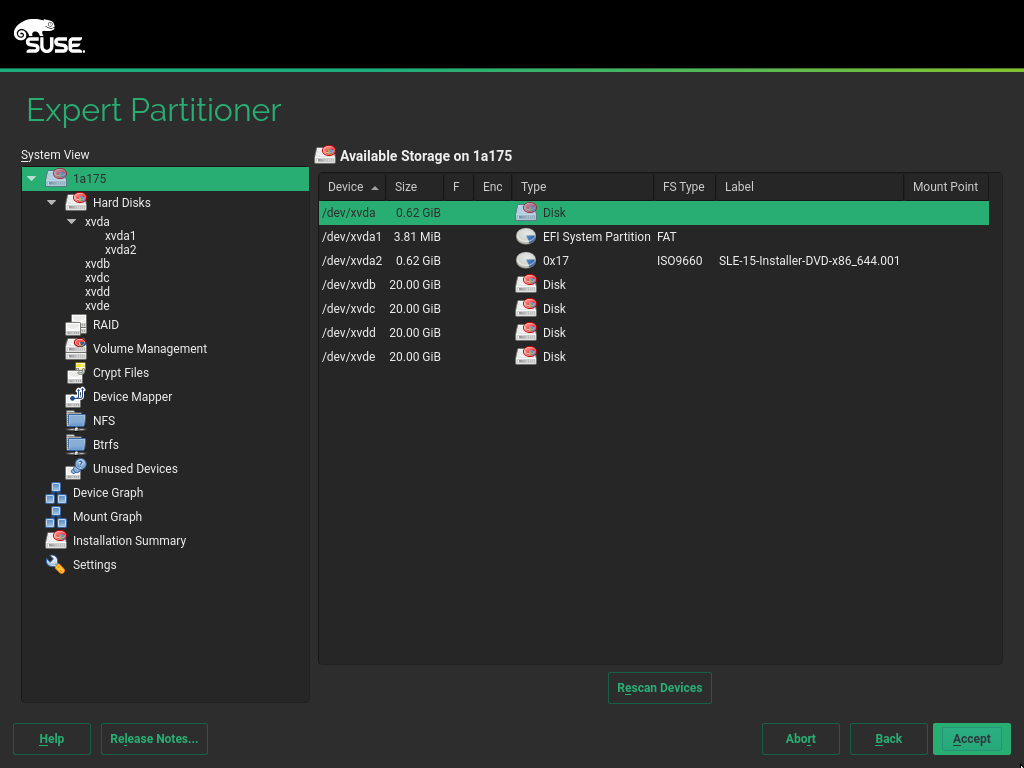 SUSE.
Expert Partitioner
System View
1a175
Hard Disks
xvda
xvda1
xvda2
xvdb
xvdc
xvdd
xvde
RAID
Volume Management
Crypt Files
Device Mapper
NFS
Btrfs
Unused Devices
Device Graph
Mount Graph
Installation Summary
Settings
Available Storage on 1a175
Device Size F Enc Type FS Type Label Mount Point
/dev/xvda 0.62 GiB Disk
/dev/xvda1 3.81 MiB EFI System Partition FAT
/dev/xvda2 0.62 GiB 0x17 ISO9660 SLE-15-Installer-DVD-x86_644.001
/dev/xvdb 20.00 GiB Disk
/dev/xvdc 20.00 GiB Disk
/dev/xvdd 20.00 GiB Disk
/dev/xvde 20.00 GiB Disk
Rescan Devices
Help Release Notes... Abort Back Accept